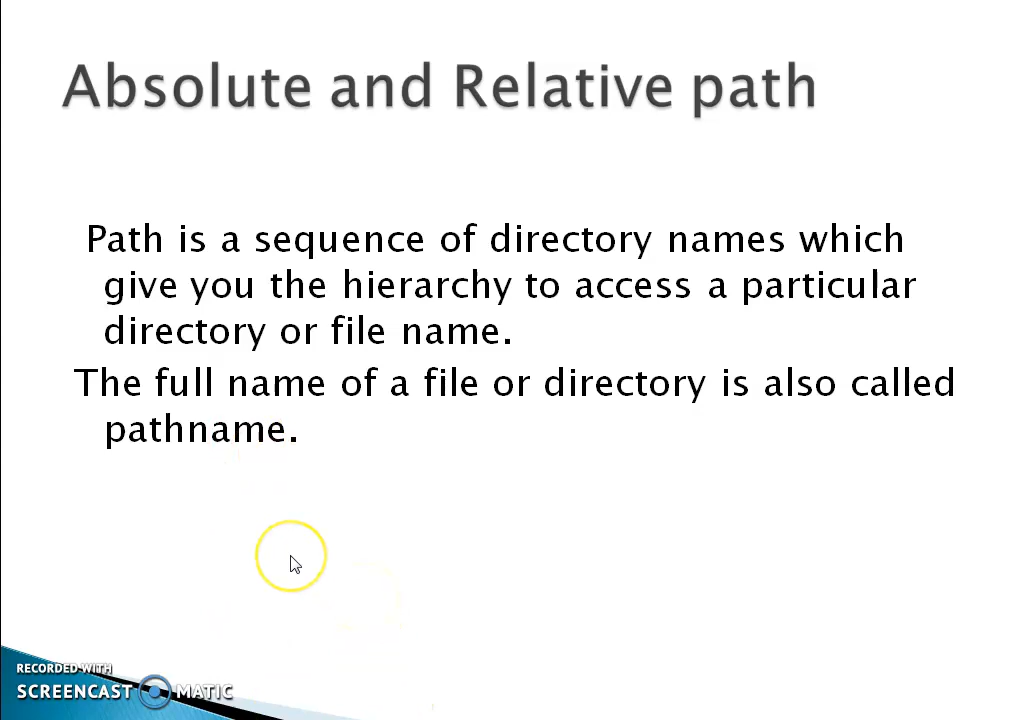 Absolute and Relative path
Path is a sequence of directory names which
give you the hierarchy to access a particular
directory or file name.
The full name of a file or directory is also called
pathname.
RECORDED WITH
SCREENCAST MATIC